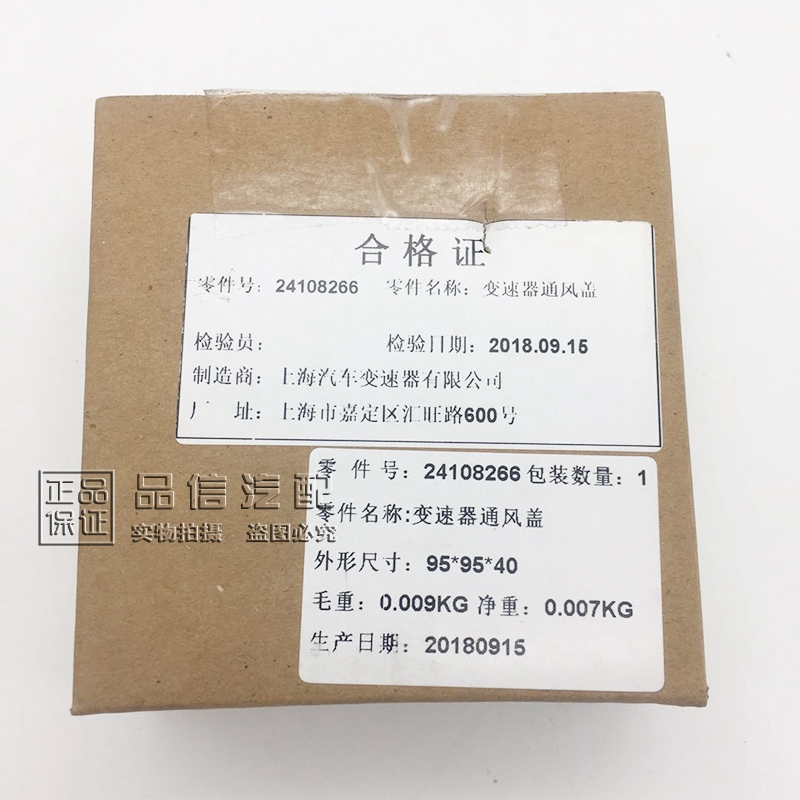 合格证
零件号: 24108266 零件名称: 变速器通风盖
检验员: 检验日期: 2018.09.15
制造商: 上海汽车变速器有限公司
厂 址: 上海市嘉定区汇旺路600号
零 件 号: 24108266 包装数量: 1
零件名称:变速器通风盖
外形尺寸: 95*95*40
毛重: 0.009KG 净重: 0.007KG
生产日期: 20180915
正品保证 品信汽配
实物拍摄 盗图必究